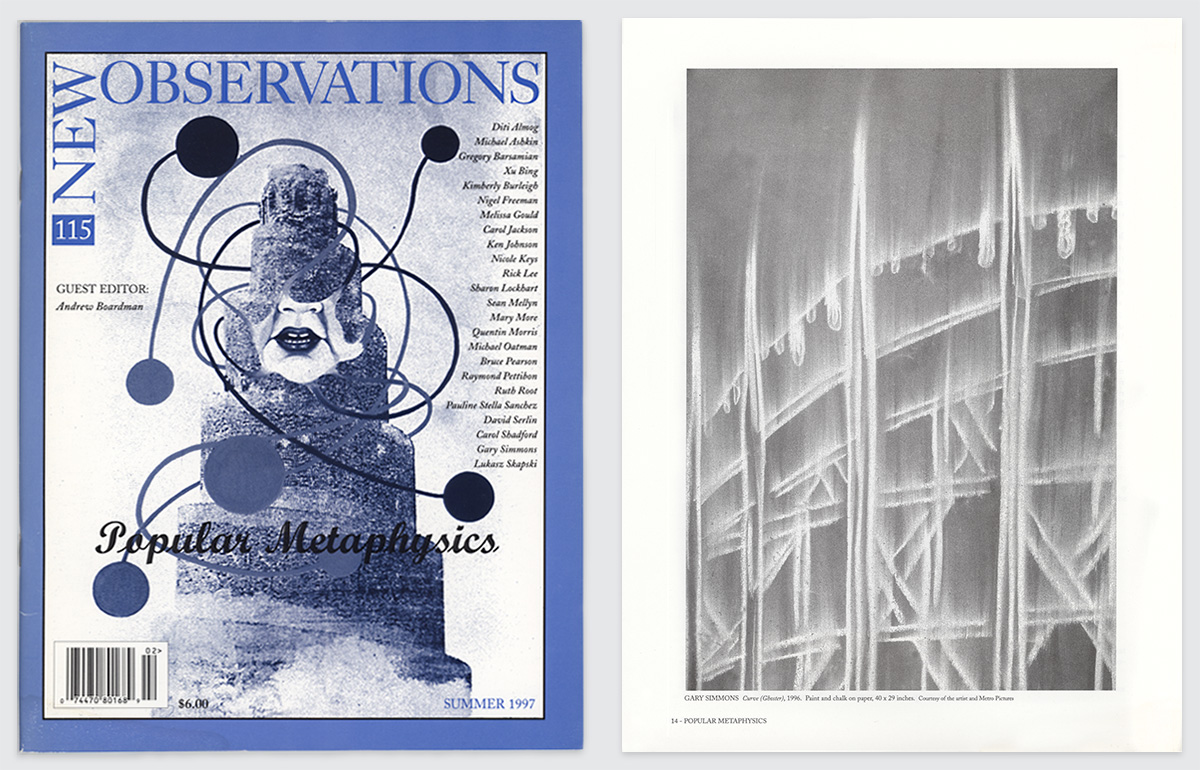 NEW OBSERVATIONS
115
GUEST EDITOR:
Andrew Boardman
Diti Almog
Michael Ashkin
Gregory Barsamian
Xu Bing
Kimberly Burleigh
Nigel Freeman
Melissa Gould
Carol Jackson
Ken Johnson
Nicole Keys
Rick Lee
Sharon Lockhart
Sean Mellyn
Mary More
Quentin Morris
Michael Oatman
Bruce Pearson
Raymond Pettibon
Ruth Root
Pauline Stella Sanchez
David Serlin
Carol Shadford
Gary Simmons
Lukasz Skapski
Popular Metaphysics
02>
0 74470 80168 9
$6.00
SUMMER 1997
GARY SIMMONS Curve (Ghoster), 1996. Paint and chalk on paper, 40 x 29 inches. Courtesy of the artist and Metro Pictures
14 - POPULAR METAPHYSICS